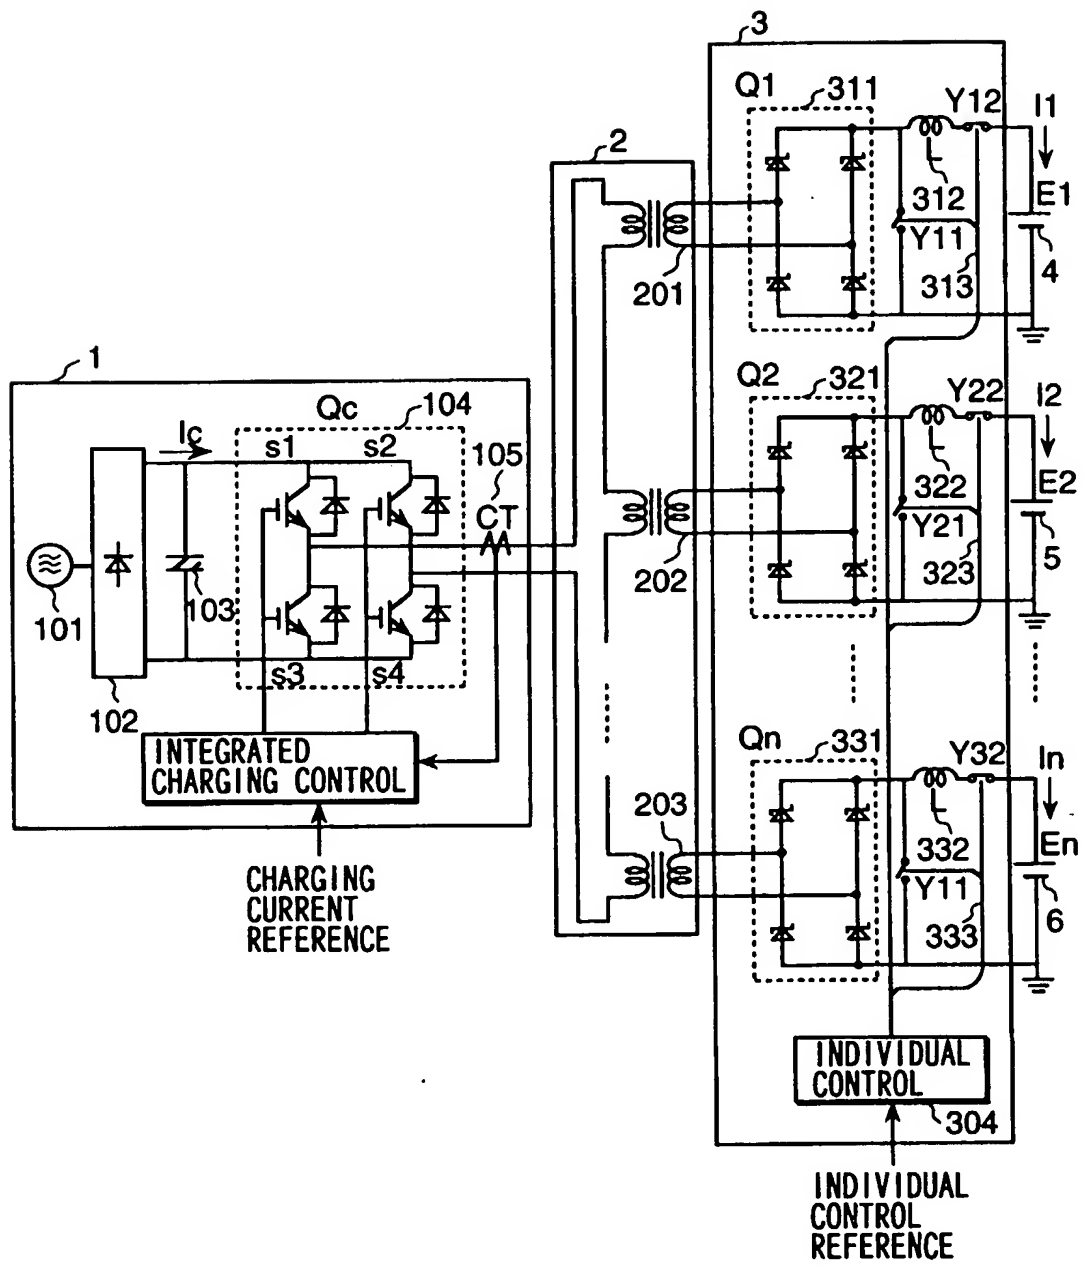 3
Q1
311
Y12
I1
2
312
E1
Y11
201
313
4
1
Q2
321
Y22
I2
Qc
104
Ic
s1
s2
105
322
E2
CT
Y21
202
323
5
103
101
s3
s4
102
Qn
331
Y32
In
INTEGRATED
CHARGING CONTROL
203
332
En
Y11
CHARGING
CURRENT
REFERENCE
333
6
INDIVIDUAL
CONTROL
304
INDIVIDUAL
CONTROL
REFERENCE